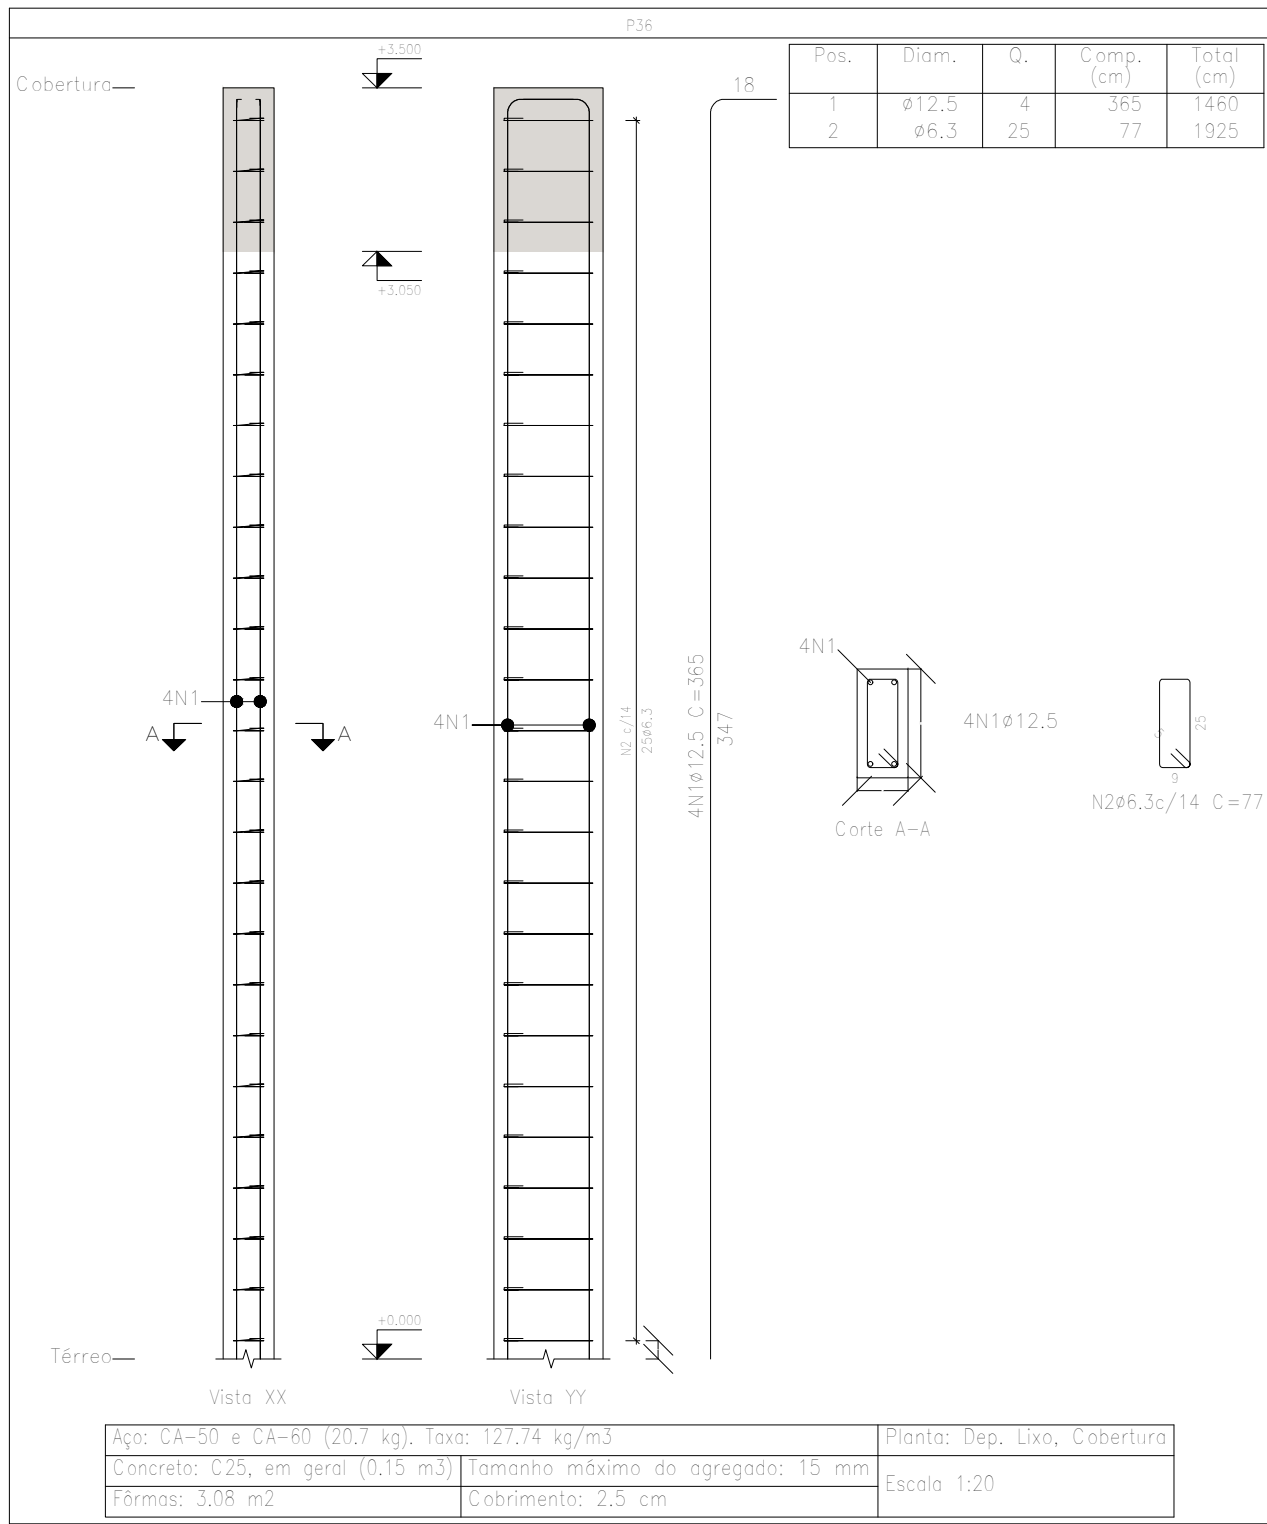 P36
Cobertura
+3.500
+3.050
18
Pos. Diam. Q. Comp. (cm) Total (cm)
1 ø12.5 4 365 1460
2 ø6.3 25 77 1925
4N1
A A
4N1
N2 c/14
25ø6.3
4N1ø12.5 C=365
347
4N1
4N1ø12.5
Corte A-A
5
25
9
N2ø6.3c/14 C=77
+0.000
Térreo
Vista XX
Vista YY
Aço: CA-50 e CA-60 (20.7 kg). Taxa: 127.74 kg/m3
Planta: Dep. Lixo, Cobertura
Concreto: C25, em geral (0.15 m3)
Tamanho máximo do agregado: 15 mm
Escala 1:20
Fôrmas: 3.08 m2
Cobrimento: 2.5 cm